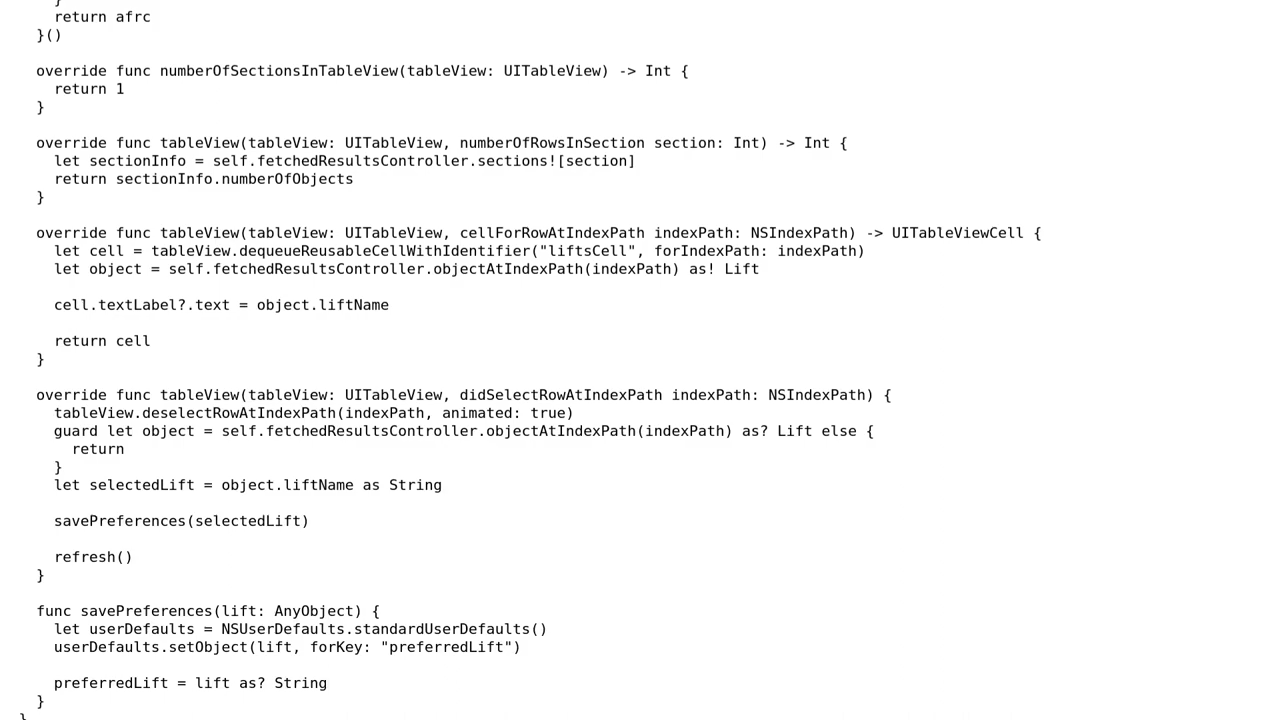 }
return afrc
}()
override func numberOfSectionsInTableView(tableView: UITableView) -> Int {
return 1
}
override func tableView(tableView: UITableView, numberOfRowsInSection section: Int) -> Int {
let sectionInfo = self.fetchedResultsController.sections![section]
return sectionInfo.numberOfObjects
}
override func tableView(tableView: UITableView, cellForRowAtIndexPath indexPath: NSIndexPath) -> UITableViewCell {
let cell = tableView.dequeueReusableCellWithIdentifier("liftsCell", forIndexPath: indexPath)
let object = self.fetchedResultsController.objectAtIndexPath(indexPath) as! Lift
cell.textLabel?.text = object.liftName
return cell
}
override func tableView(tableView: UITableView, didSelectRowAtIndexPath indexPath: NSIndexPath) {
tableView.deselectRowAtIndexPath(indexPath, animated: true)
guard let object = self.fetchedResultsController.objectAtIndexPath(indexPath) as? Lift else {
return
}
let selectedLift = object.liftName as String
savePreferences(selectedLift)
refresh()
}
func savePreferences(lift: AnyObject) {
let userDefaults = NSUserDefaults.standardUserDefaults()
userDefaults.setObject(lift, forKey: "preferredLift")
preferredLift = lift as? String
}
}